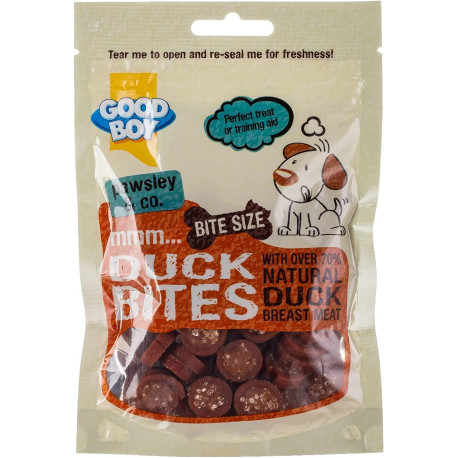 Tear me to open and re-seal me for freshness!
GOOD
BOY
Perfect treat
or training aid
pawsley
& co.
BITE SIZE
mmm...
DUCK
BITES
WITH OVER 70%
NATURAL
DUCK
BREAST MEAT